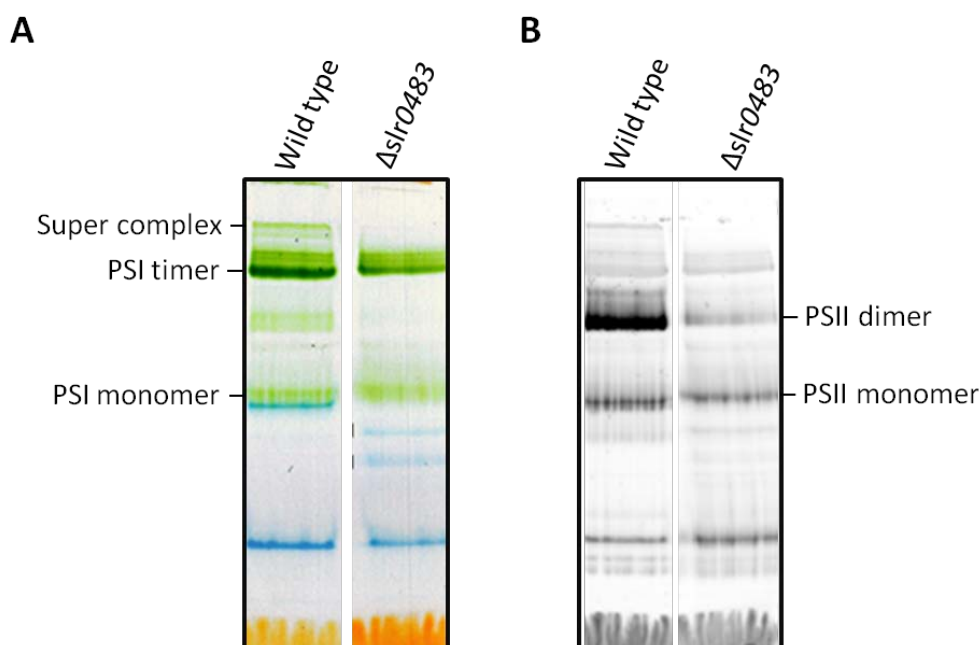 A
B
Wild type
Δslr0483
Wild type
Δslr0483
Super complex
PSI timer
PSI monomer
PSII dimer
PSII monomer